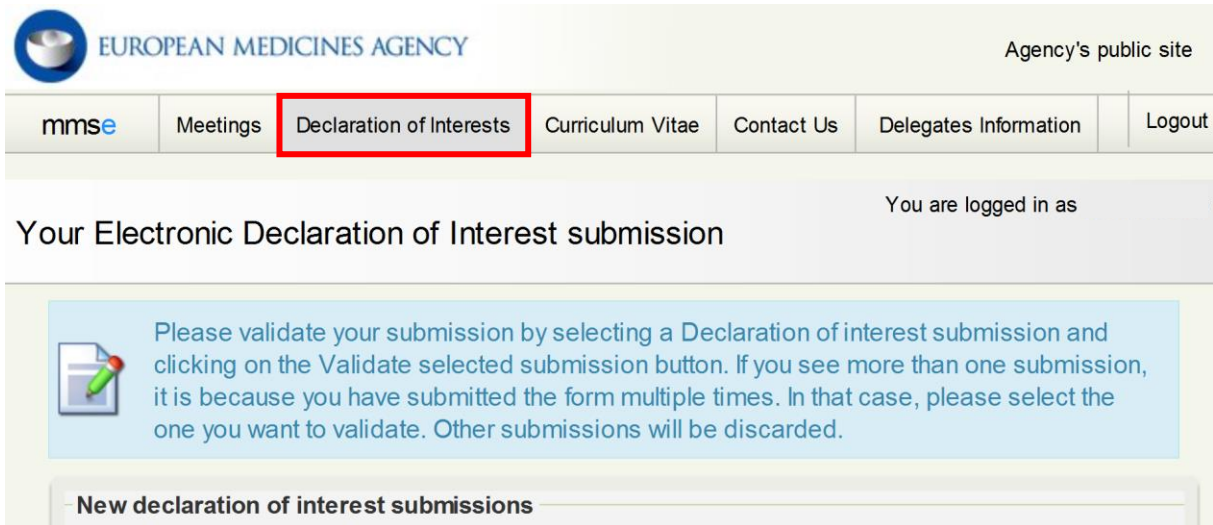 EUROPEAN MEDICINES AGENCY
Agency's public site
mmse Meetings Declaration of Interests Curriculum Vitae Contact Us Delegates Information Logout
You are logged in as
Your Electronic Declaration of Interest submission
Please validate your submission by selecting a Declaration of interest submission and
clicking on the Validate selected submission button. If you see more than one submission,
it is because you have submitted the form multiple times. In that case, please select the
one you want to validate. Other submissions will be discarded.
New declaration of interest submissions